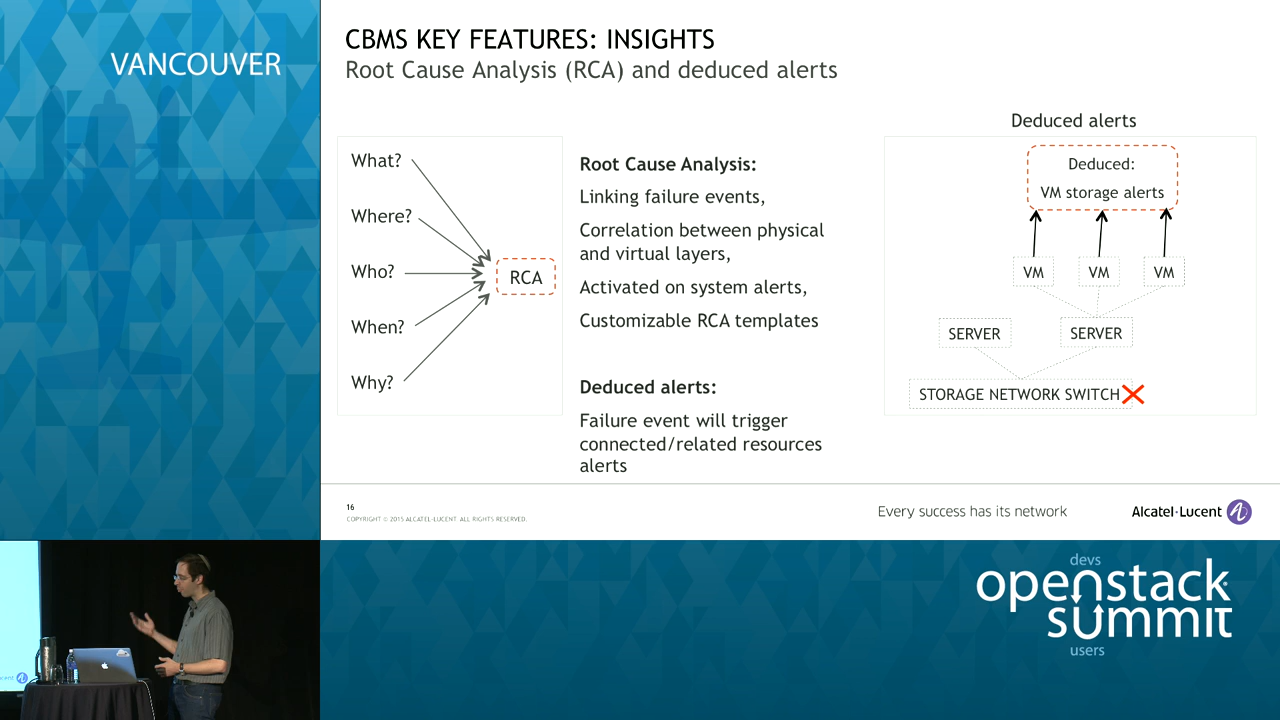 VANCOUVER
CBMS KEY FEATURES: INSIGHTS
Root Cause Analysis (RCA) and deduced alerts
What?
Where?
Who?
When?
Why?
RCA
Root Cause Analysis:
Linking failure events,
Correlation between physical
and virtual layers,
Activated on system alerts,
Customizable RCA templates
Deduced alerts:
Failure event will trigger
connected/related resources
alerts
Deduced alerts
Deduced:
VM storage alerts
VM VM VM
SERVER SERVER
STORAGE NETWORK SWITCH
16
COPYRIGHT © 2015 ALCATEL-LUCENT. ALL RIGHTS RESERVED.
Every success has its network
Alcatel·Lucent
devs
openstack
summit
users